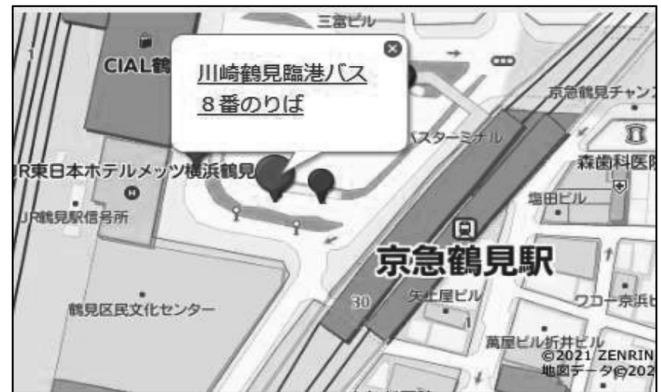 三富ビル
CIAL鶴
川崎鶴見臨港バス
８番のりば
京急鶴見チャン
バスターミナル
森歯科医院
JR東日本ホテルメッツ横浜鶴見
H
塩田ビル
JR鶴見駅信号所
京急鶴見駅
30
矢土屋ビル
ワコー京浜ビ
鶴見区民文化センター
萬屋ビル折井ビル
©2021 ZENRIN
地図データ©202